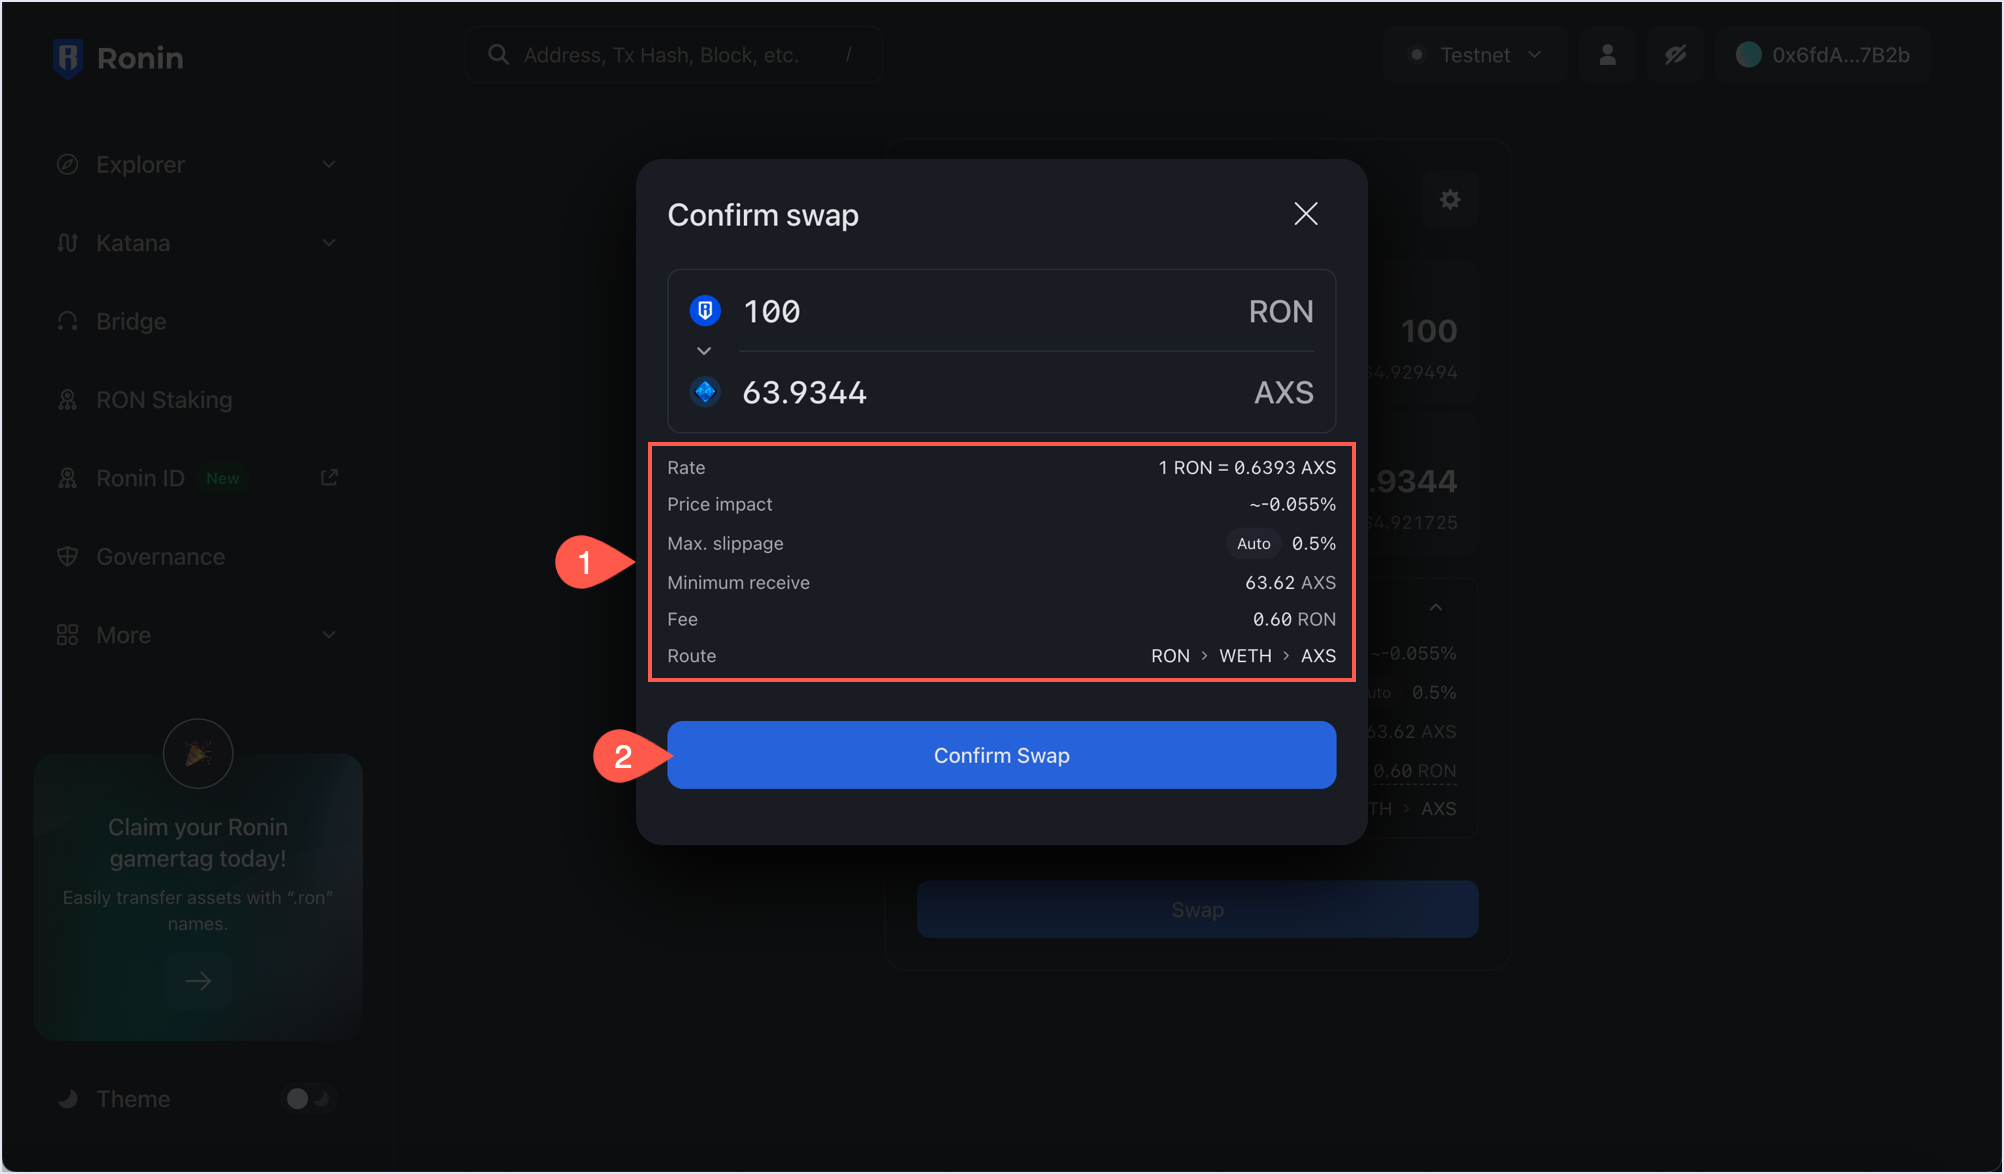 Ronin
Address, Tx Hash, Block, etc. /
Testnet
0x6fdA...7B2b
Explorer
Katana
Bridge
RON Staking
Ronin ID New
Governance
More
Claim your Ronin
gamertag today!
Easily transfer assets with “.ron”
names.
Theme
Confirm swap
100 RON
63.9344 AXS
Rate 1 RON = 0.6393 AXS
Price impact ~-0.055%
Max. slippage Auto 0.5%
Minimum receive 63.62 AXS
Fee 0.60 RON
Route RON > WETH > AXS
1
2
Confirm Swap
100
$4.929494
.9344
$4.921725
~-0.055%
uto 0.5%
63.62 AXS
0.60 RON
TH > AXS
Swap